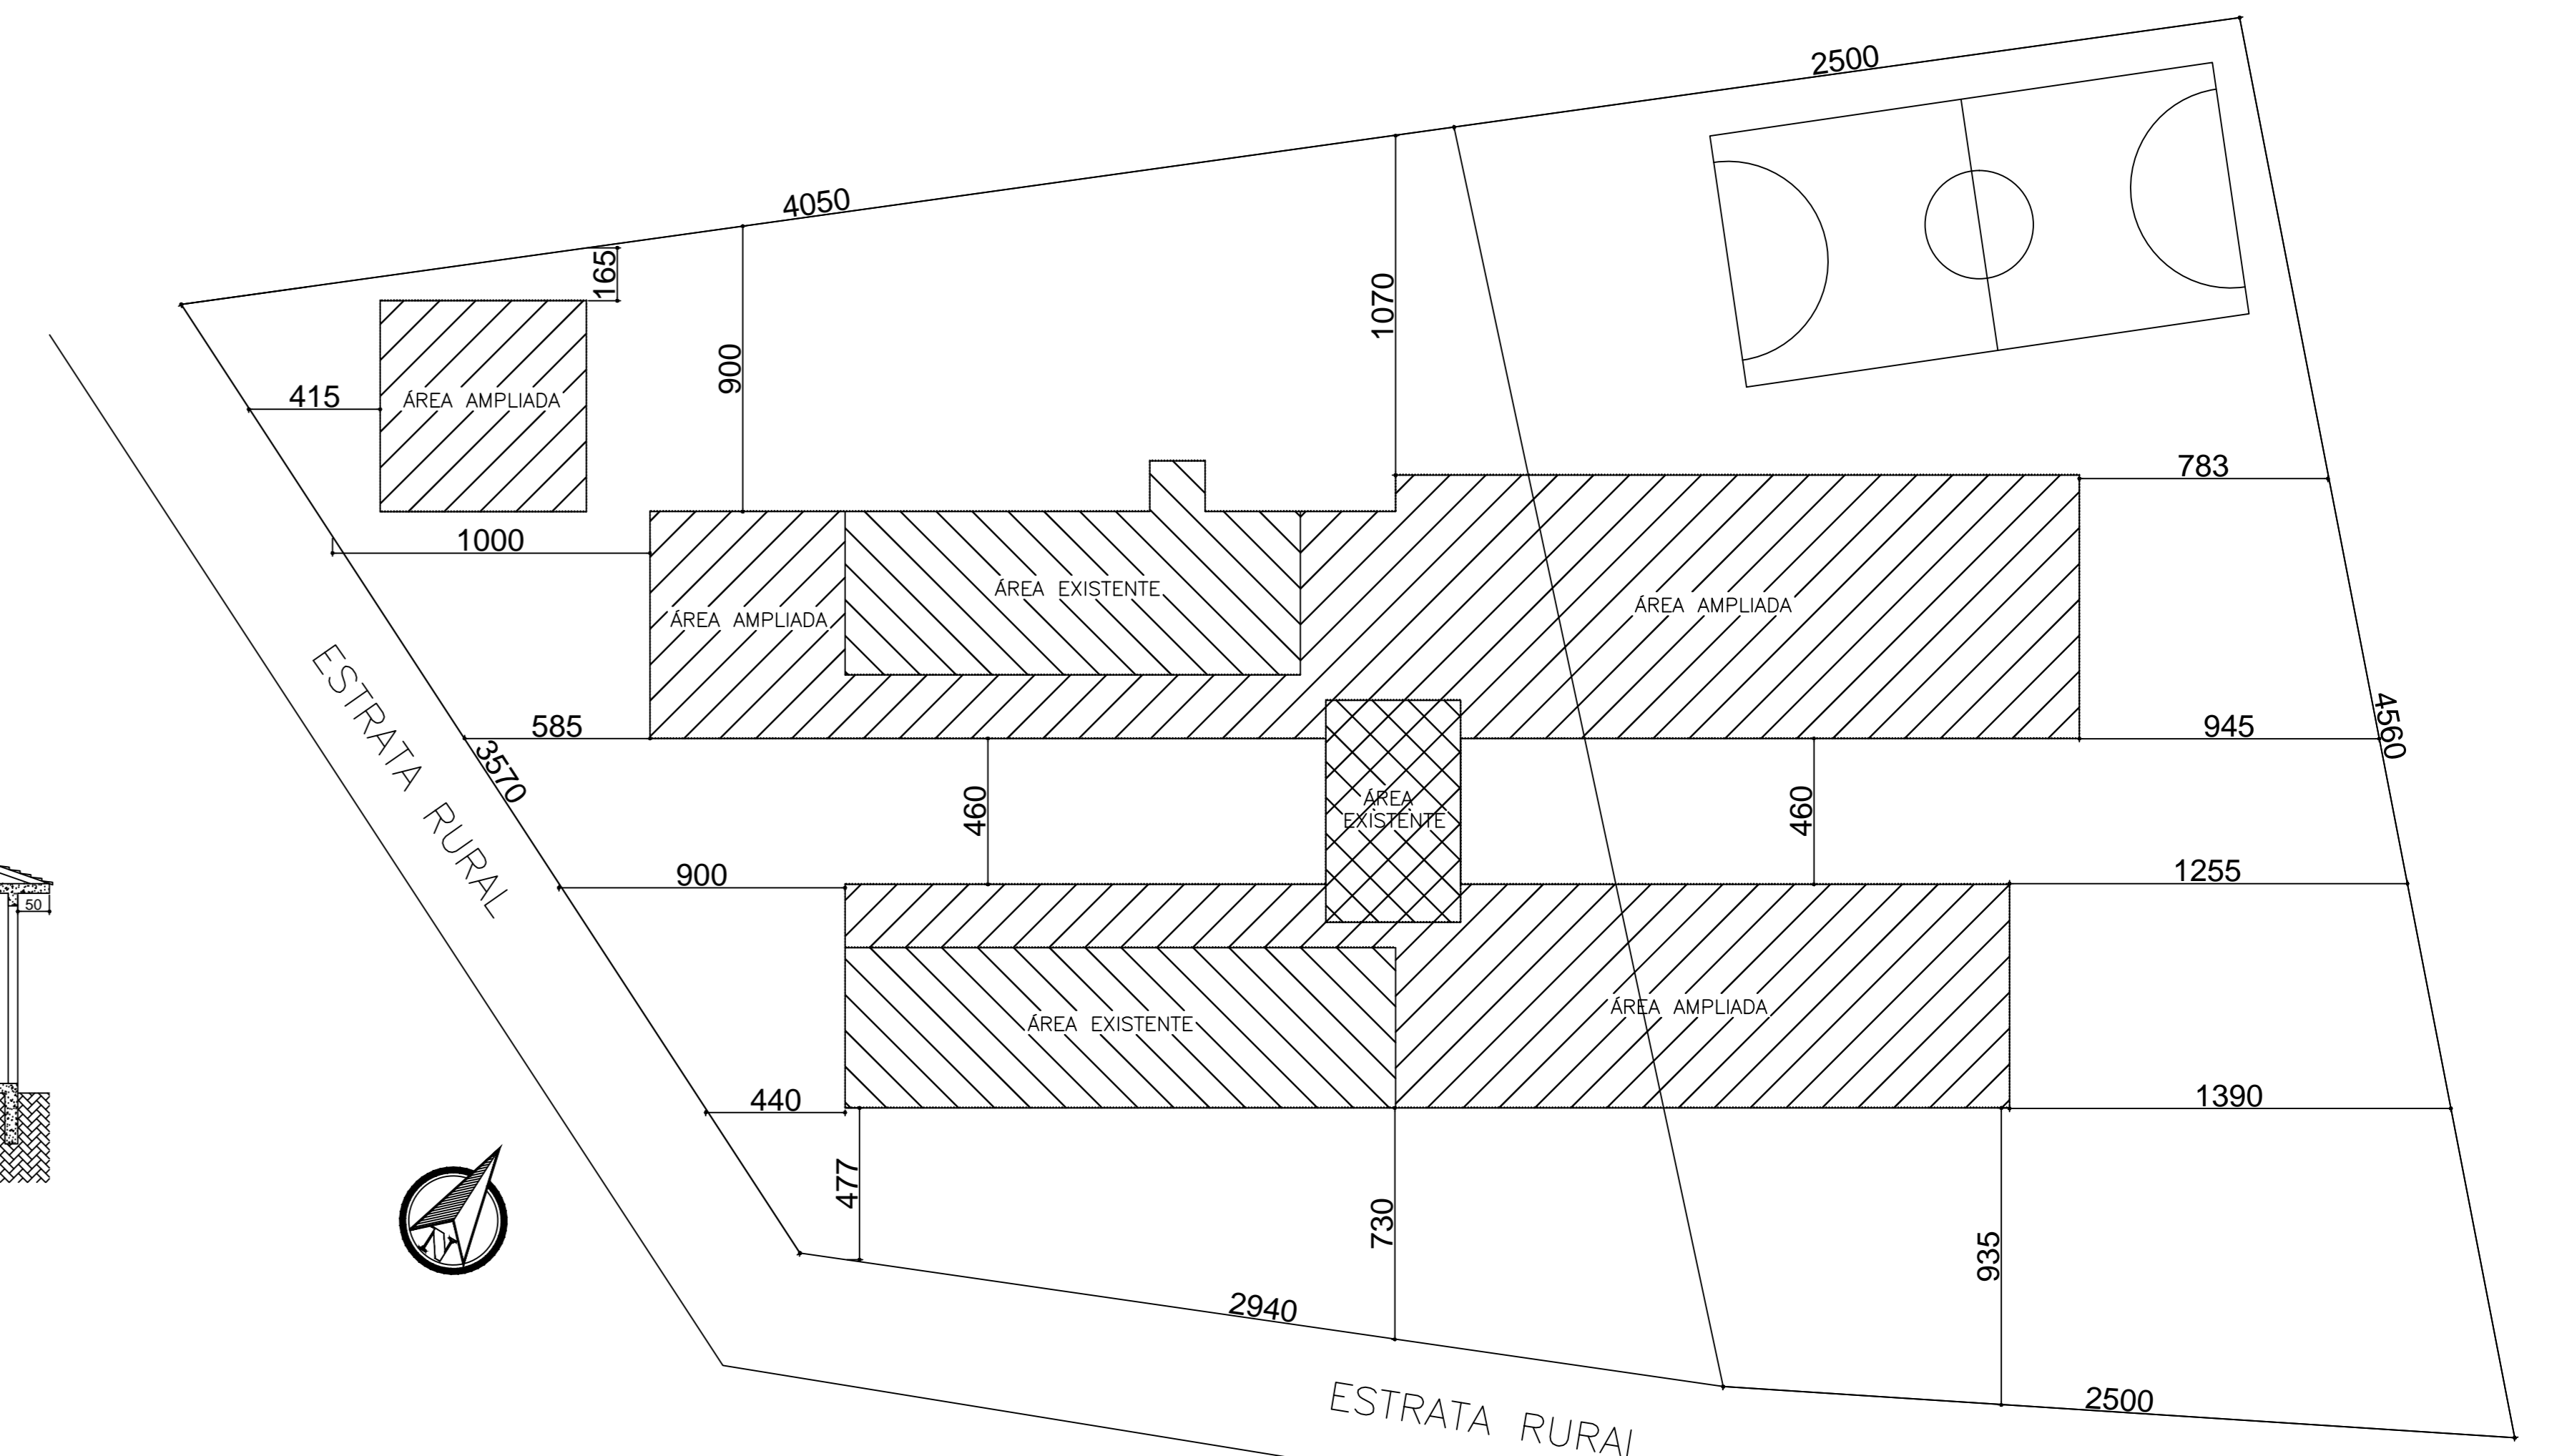 2500
4050
165
1070
900
415
ÁREA AMPLIADA
783
1000
ÁREA EXISTENTE
ÁREA AMPLIADA
ÁREA AMPLIADA
ESTRATA RURAL
585
3570
945
4560
460
ÁREA
EXISTENTE
460
900
1255
50
ÁREA AMPLIADA
ÁREA EXISTENTE
440
1390
477
730
935
N
2940
2500
ESTRATA RURAL